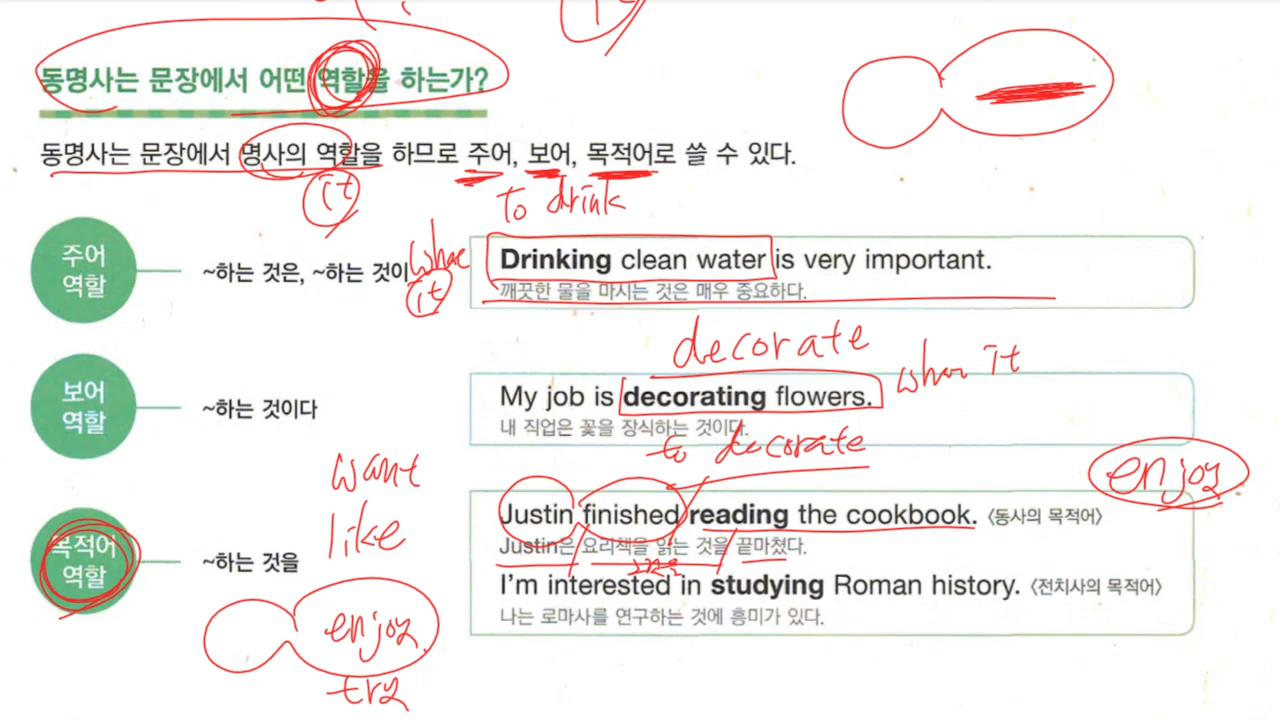 동명사는 문장에서 어떤 역할을 하는가?
동명사는 문장에서 명사의 역할을 하므로 주어, 보어, 목적어로 쓸 수 있다.
it
to drink
주어
역할
~하는 것은, ~하는 것이
it
Drinking clean water is very important.
깨끗한 물을 마시는 것은 매우 중요하다.
decorate
보어
역할
~하는 것이다
My job is decorating flowers.
it
내 직업은 꽃을 장식하는 것이다.
to decorate
want
like
enjoy
목적어
역할
~하는 것을
Justin finished reading the cookbook. <동사의 목적어>
Justin은 요리책을 읽는 것을 끝마쳤다.
I'm interested in studying Roman history. <전치사의 목적어>
나는 로마사를 연구하는 것에 흥미가 있다.
enjoy
try